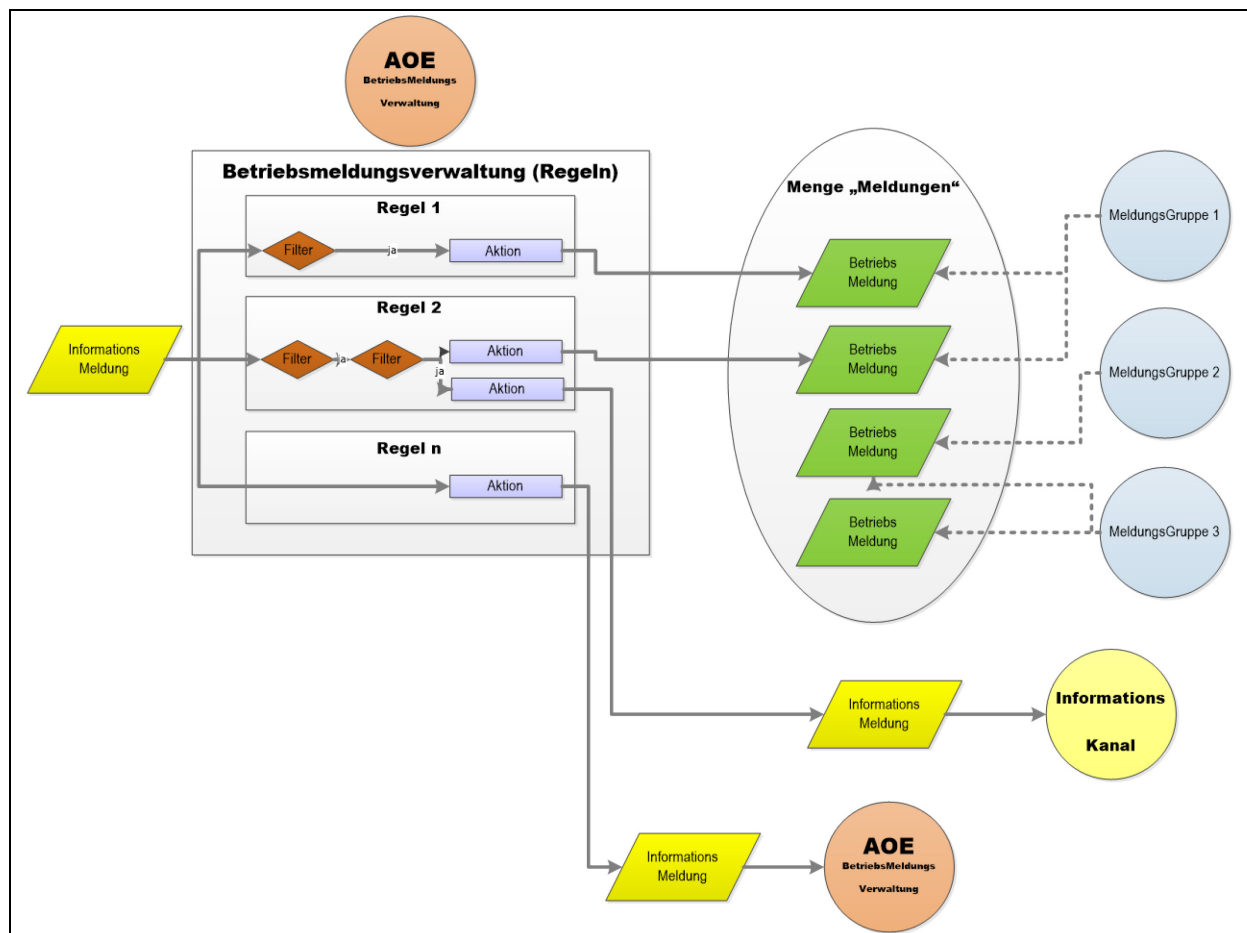 AOE
BetriebsMeldungs
Verwaltung
Betriebsmeldungsverwaltung (Regeln)
Regel 1
Filter
ja
Aktion
Regel 2
Filter
ja
Filter
ja
Aktion
Aktion
Regel n
Aktion
Informations
Meldung
Menge „Meldungen“
Betriebs
Meldung
Betriebs
Meldung
Betriebs
Meldung
Betriebs
Meldung
MeldungsGruppe 1
MeldungsGruppe 2
MeldungsGruppe 3
Informations
Meldung
Informations
Kanal
Informations
Meldung
AOE
BetriebsMeldungs
Verwaltung